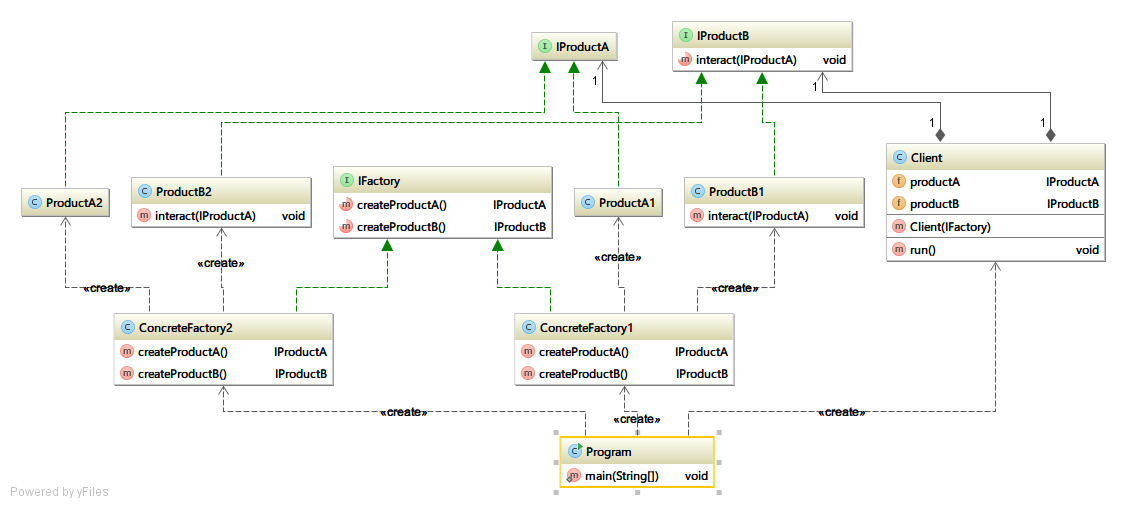 I IProductA
I IProductB
m interact(IProductA) void
1
1
1
1
C Client
f productA IProductA
f productB IProductB
m Client(IFactory)
m run() void
C ProductA2
C ProductB2
m interact(IProductA) void
I IFactory
m createProductA() IProductA
m createProductB() IProductB
C ProductA1
C ProductB1
m interact(IProductA) void
«create»
«create»
«create»
«create»
C ConcreteFactory2
m createProductA() IProductA
m createProductB() IProductB
C ConcreteFactory1
m createProductA() IProductA
m createProductB() IProductB
«create»
«create»
«create»
C Program
m main(String[]) void
Powered by yFiles